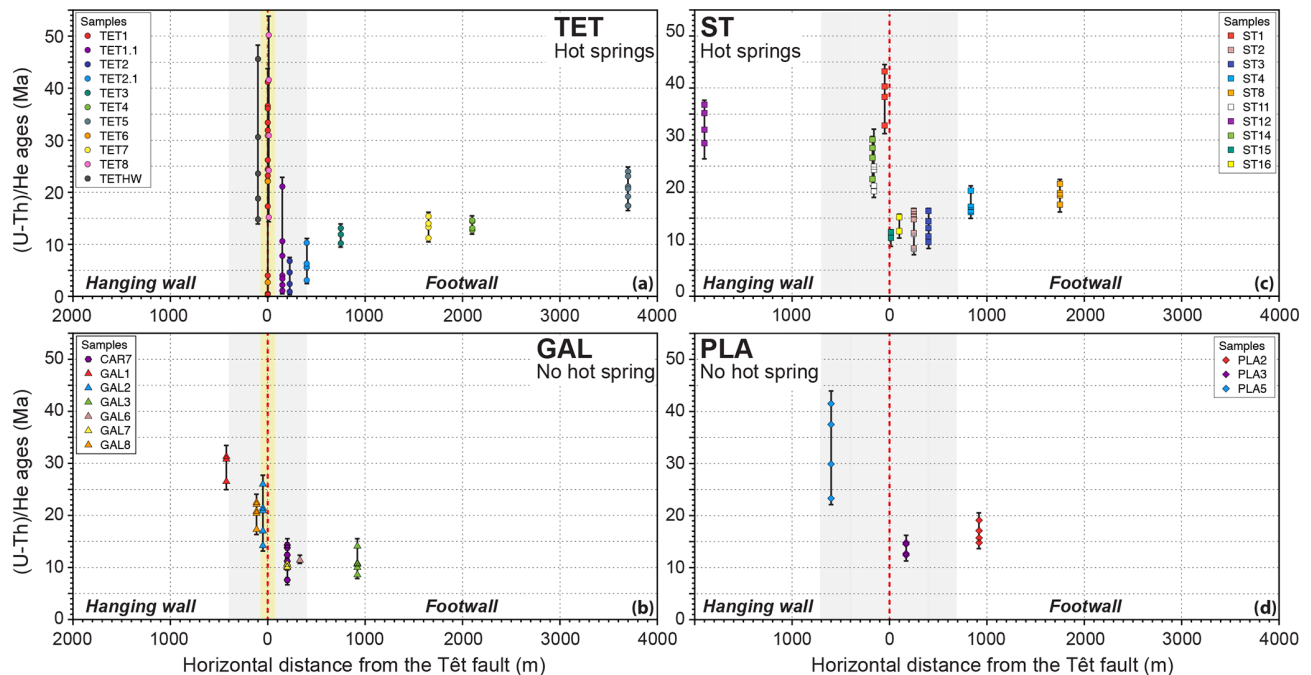 TET
Hot springs
Samples
TET1
TET1.1
TET2
TET2.1
TET3
TET4
TET5
TET6
TET7
TET8
TETHW
(U-Th)/He ages (Ma)
50
40
30
20
10
0
Hanging wall
Footwall
(a)
2000 1000 0 1000 2000 3000 4000
ST
Hot springs
Samples
ST1
ST2
ST3
ST4
ST8
ST11
ST12
ST14
ST15
ST16
50
40
30
20
10
0
Hanging wall
Footwall
(c)
1000 0 1000 2000 3000 4000
GAL
No hot spring
Samples
CAR7
GAL1
GAL2
GAL3
GAL6
GAL7
GAL8
(U-Th)/He ages (Ma)
50
40
30
20
10
0
Hanging wall
Footwall
(b)
2000 1000 0 1000 2000 3000 4000
Horizontal distance from the Têt fault (m)
PLA
No hot spring
Samples
PLA2
PLA3
PLA5
50
40
30
20
10
0
Hanging wall
Footwall
(d)
1000 0 1000 2000 3000 4000
Horizontal distance from the Têt fault (m)